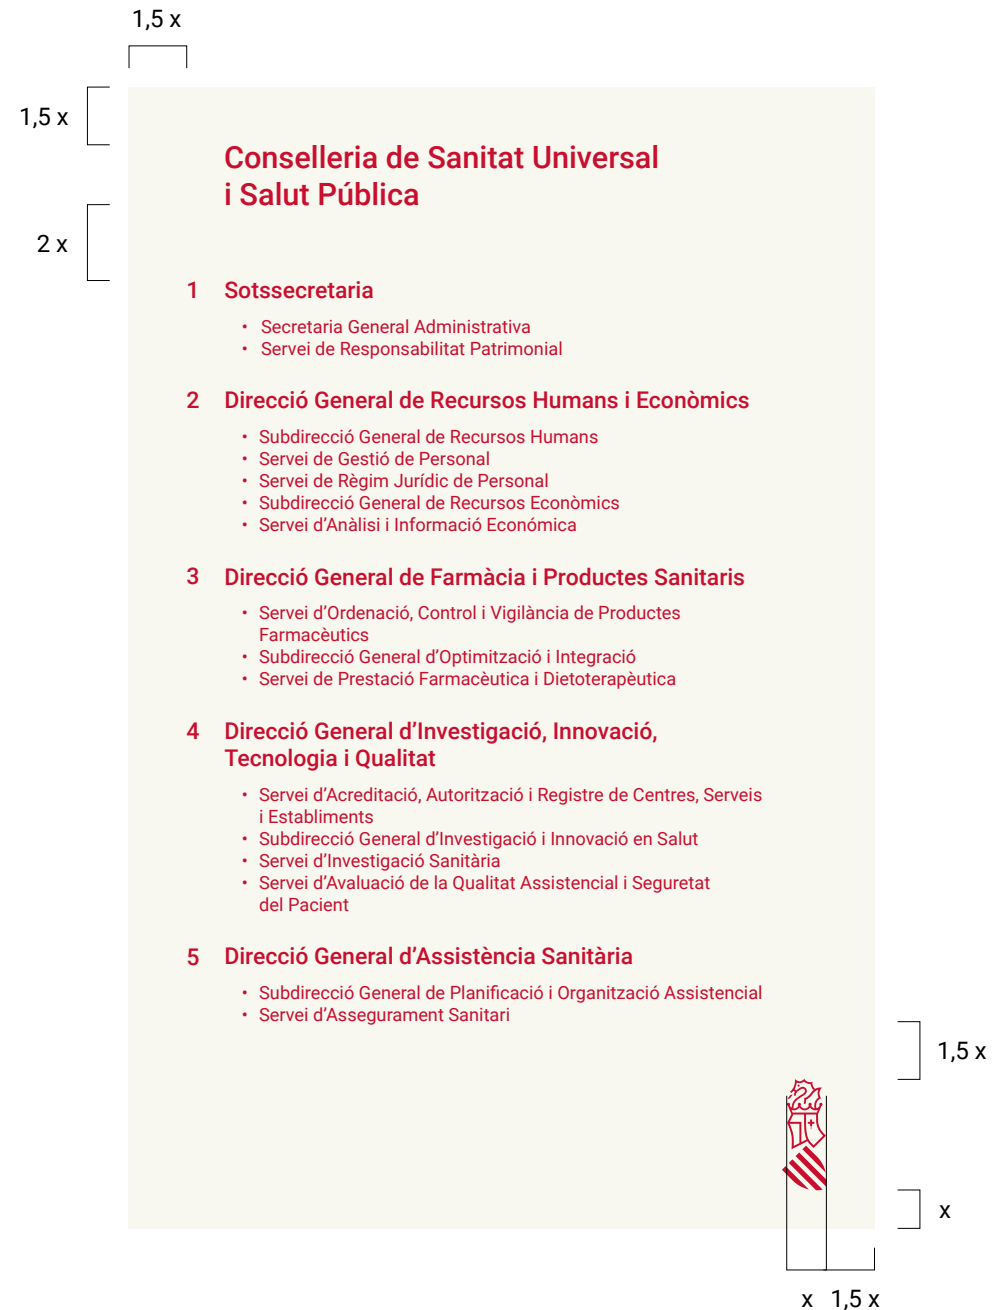 1,5 x
1,5 x
Conselleria de Sanitat Universal
i Salut Pública
2 x
1 Sotssecretaria
• Secretaria General Administrativa
• Servei de Responsabilitat Patrimonial
2 Direcció General de Recursos Humans i Econòmics
• Subdirecció General de Recursos Humans
• Servei de Gestió de Personal
• Servei de Règim Jurídic de Personal
• Subdirecció General de Recursos Econòmics
• Servei d’Anàlisi i Informació Económica
3 Direcció General de Farmàcia i Productes Sanitaris
• Servei d’Ordenació, Control i Vigilància de Productes
Farmacèutics
• Subdirecció General d’Optimització i Integració
• Servei de Prestació Farmacèutica i Dietoterapèutica
4 Direcció General d’Investigació, Innovació,
Tecnologia i Qualitat
• Servei d’Acreditació, Autorització i Registre de Centres, Serveis
i Establiments
• Subdirecció General d’Investigació i Innovació en Salut
• Servei d’Investigació Sanitària
• Servei d’Avaluació de la Qualitat Assistencial i Seguretat
del Pacient
5 Direcció General d’Assistència Sanitària
• Subdirecció General de Planificació i Organització Assistencial
• Servei d’Assegurament Sanitari
1,5 x
x
x 1,5 x